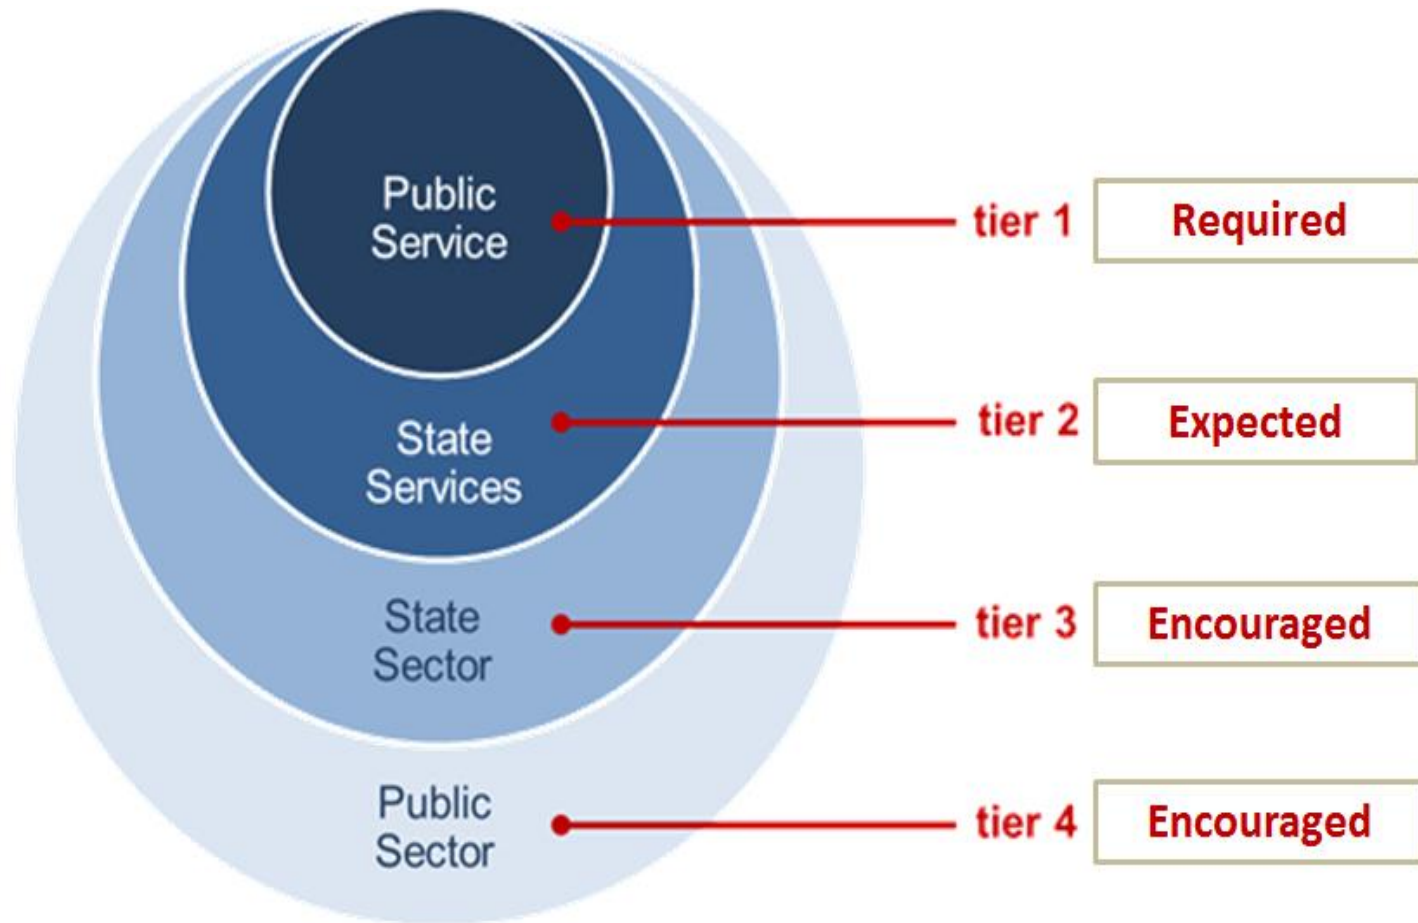 Public
Service
tier 1
Required
State
Services
tier 2
Expected
State
Sector
tier 3
Encouraged
Public
Sector
tier 4
Encouraged